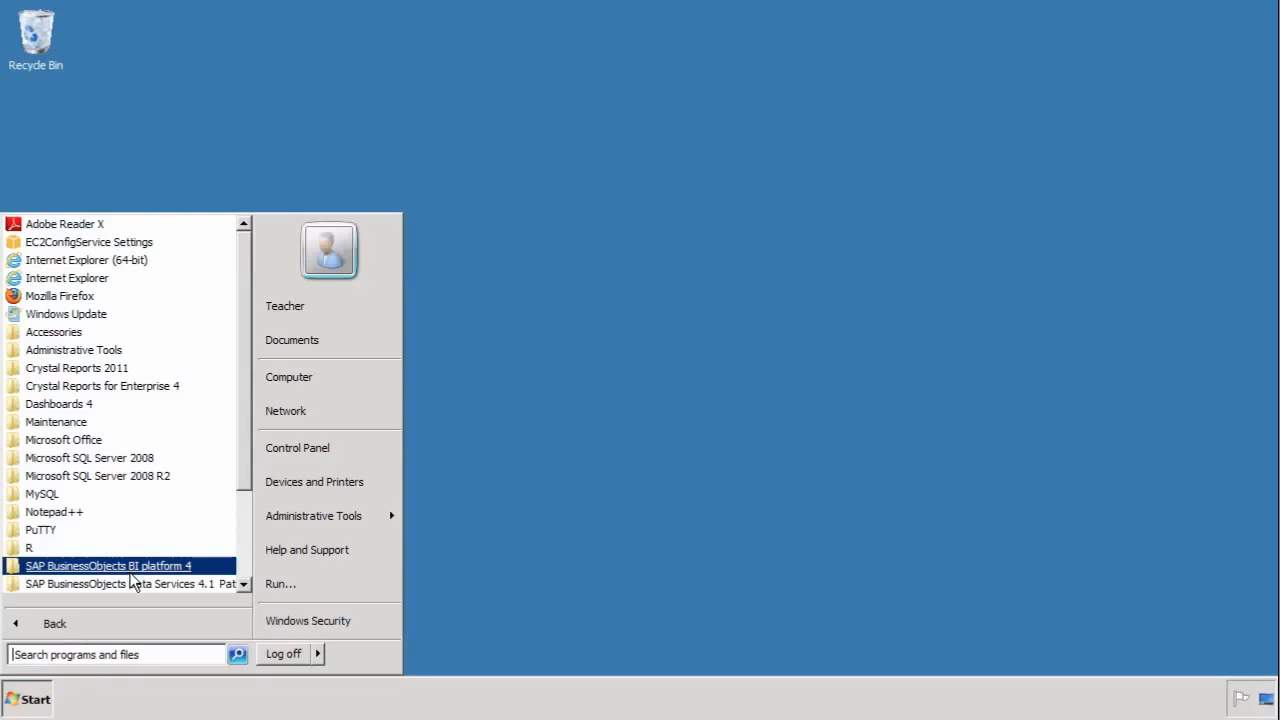 Recycle Bin
Adobe Reader X
EC2ConfigService Settings
Internet Explorer (64-bit)
Internet Explorer
Mozilla Firefox
Windows Update
Accessories
Administrative Tools
Crystal Reports 2011
Crystal Reports for Enterprise 4
Dashboards 4
Maintenance
Microsoft Office
Microsoft SQL Server 2008
Microsoft SQL Server 2008 R2
MySQL
Notepad++
PuTTY
R
SAP BusinessObjects BI platform 4
SAP BusinessObjects Data Services 4.1 Pat
Back
Search programs and files
Teacher
Documents
Computer
Network
Control Panel
Devices and Printers
Administrative Tools
Help and Support
Run...
Windows Security
Log off
Start